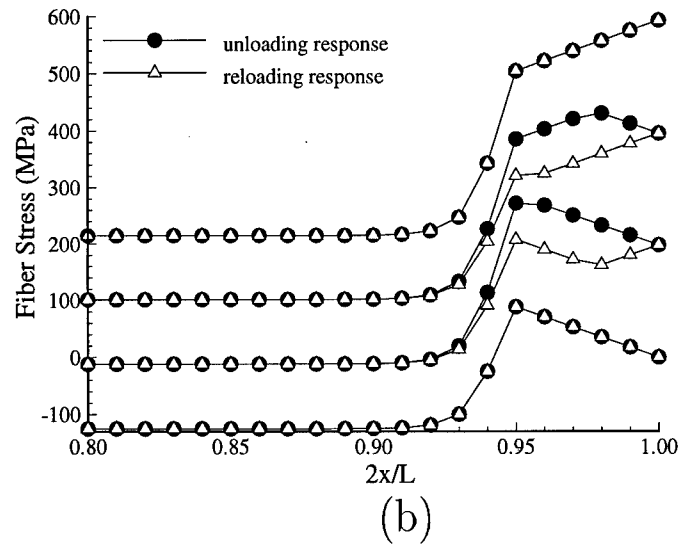 600
unloading response
reloading response
500
400
300
200
100
0
-100
Fiber Stress (MPa)
0.80
0.85
0.90
0.95
1.00
2x/L
(b)